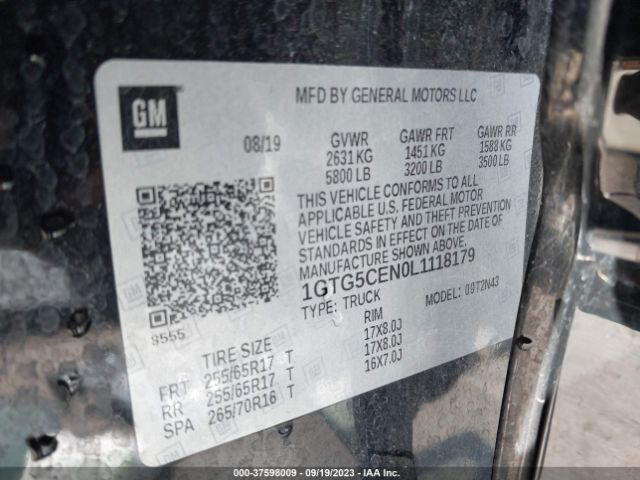 GM
MFD BY GENERAL MOTORS LLC
08/19
GVWR GAWR FRT GAWR RR
2631 KG 1451 KG 1588 KG
5800 LB 3200 LB 3500 LB
THIS VEHICLE CONFORMS TO ALL
APPLICABLE U.S. FEDERAL MOTOR
VEHICLE SAFETY AND THEFT PREVENTION
STANDARDS IN EFFECT ON THE DATE OF
MANUFACTURE SHOWN ABOVE.
1GTG5CEN0L1118179
TYPE: TRUCK MODEL: 09T2N43
8555
TIRE SIZE RIM
FRT 255/65R17 T 17X8.0J
RR 255/65R17 T 17X8.0J
SPA 265/70R16 T 16X7.0J
000-37598009 - 09/19/2023 - IAA Inc.